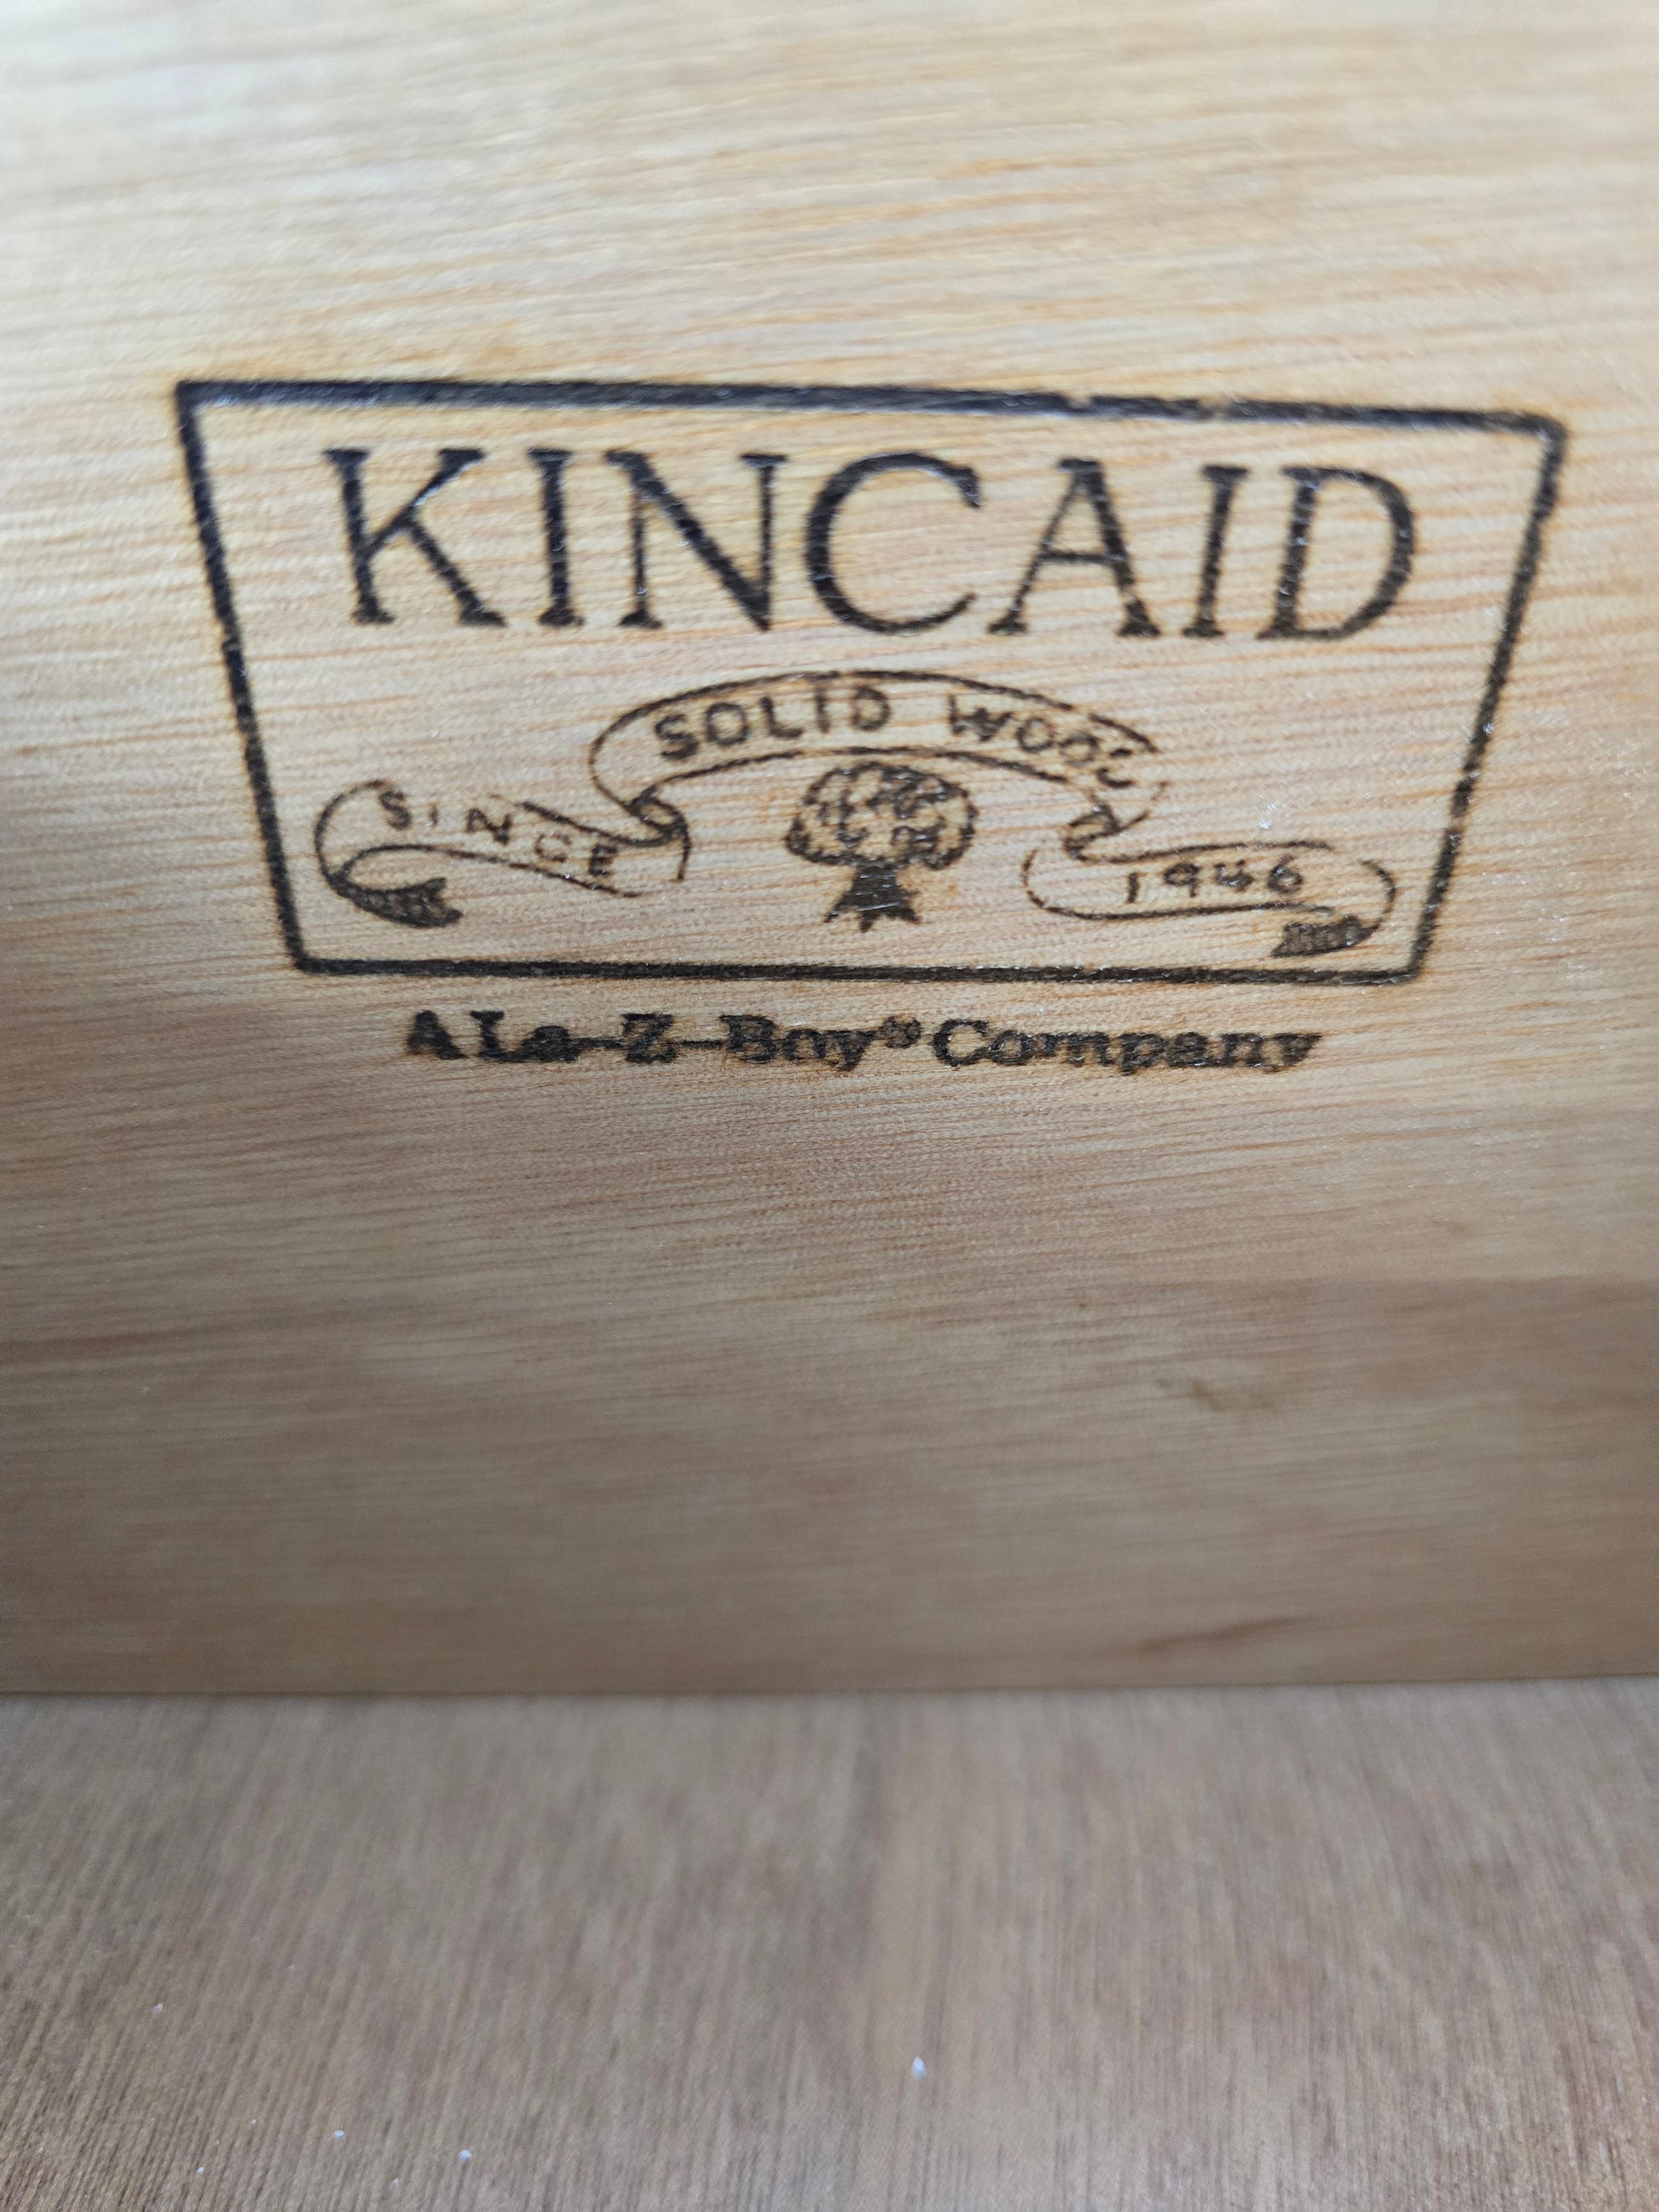 KINCAID
SOLID WOOD
SINCE 1946
A La-Z-Boy® Company